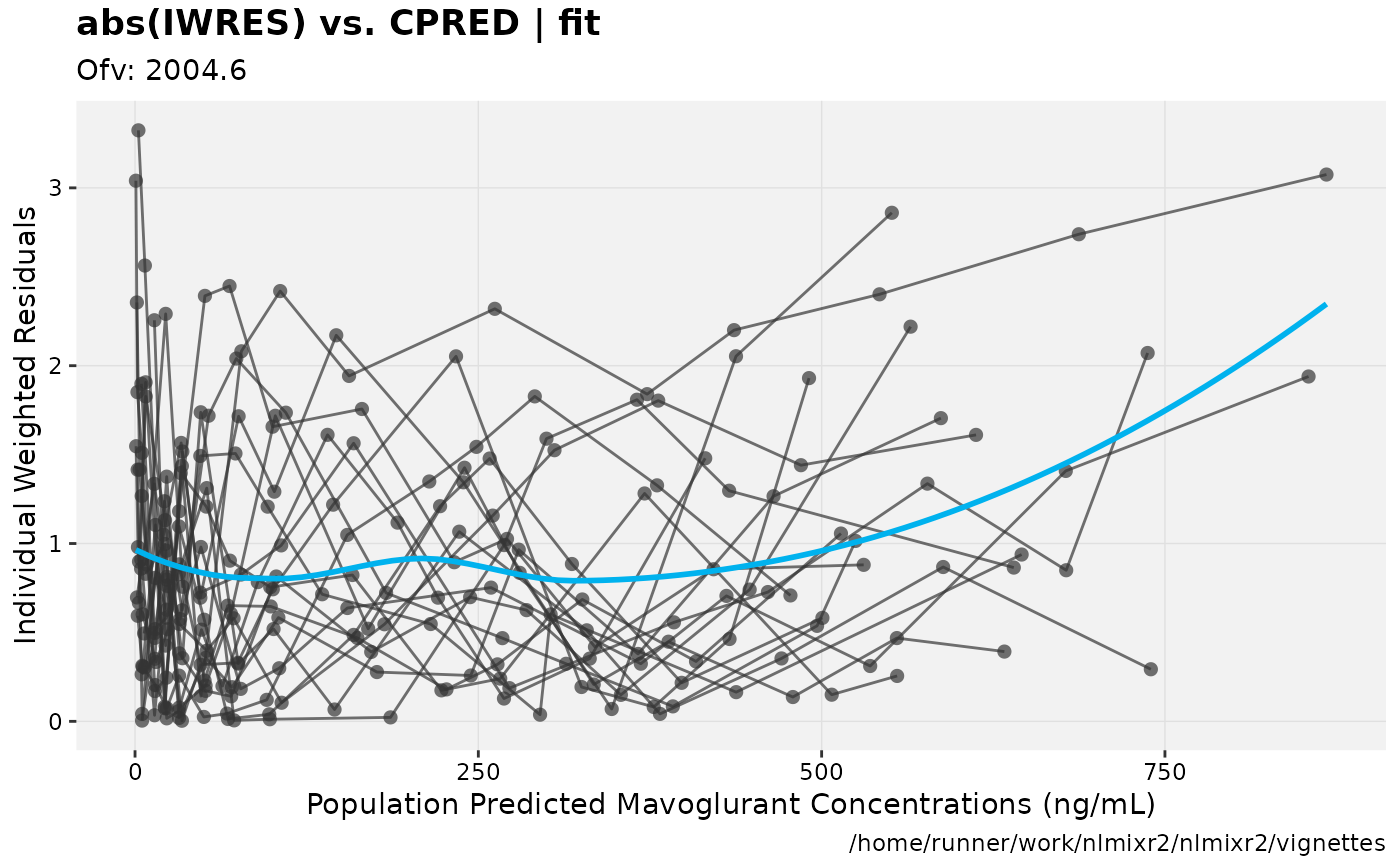 abs(IWRES) vs. CPRED | fit
Ofv: 2004.6
Individual Weighted Residuals
3
2
1
0
0
250
500
750
Population Predicted Mavoglurant Concentrations (ng/mL)
/home/runner/work/nlmixr2/nlmixr2/vignettes